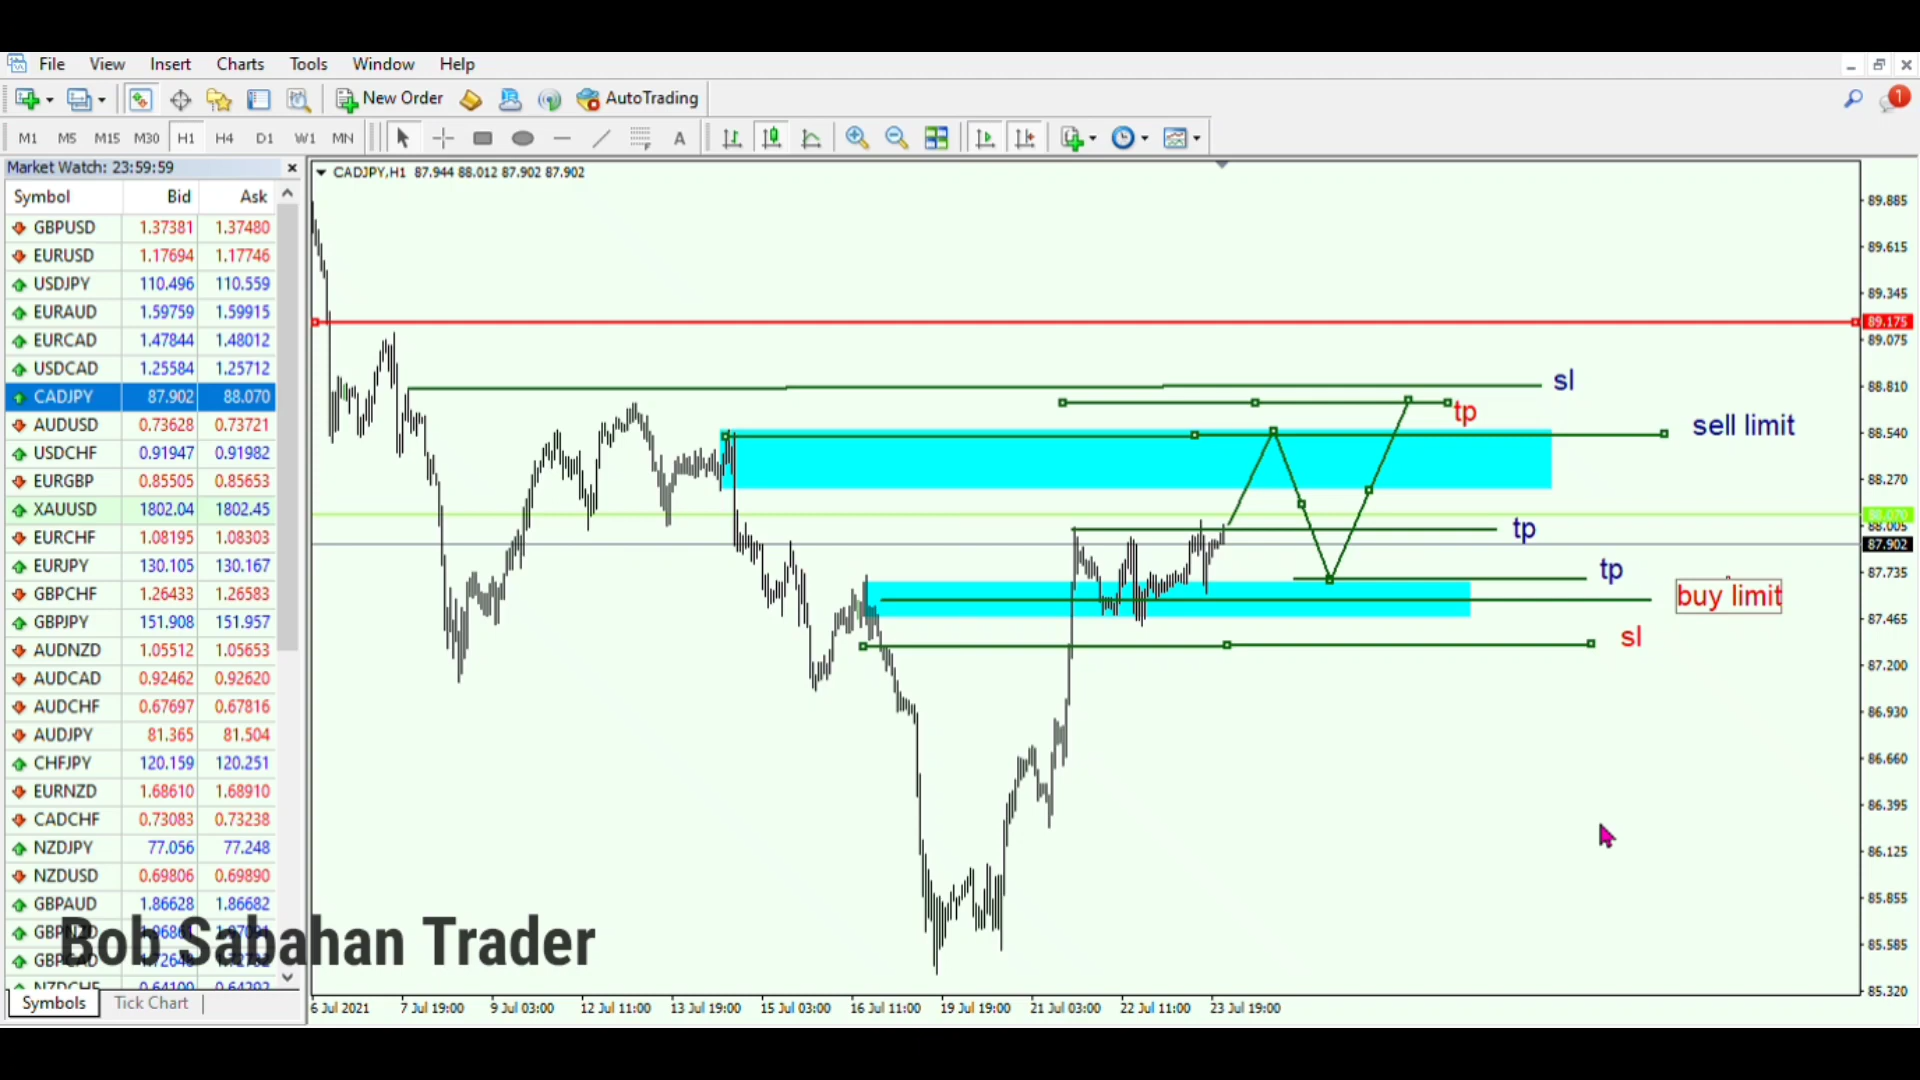 File View Insert Charts Tools Window Help
New Order AutoTrading 1
M1 M5 M15 M30 H1 H4 D1 W1 MN A
Market Watch: 23:59:59
Symbol Bid Ask
GBPUSD 1.37381 1.37480
EURUSD 1.17694 1.17746
USDJPY 110.496 110.559
EURAUD 1.59759 1.59915
EURCAD 1.47844 1.48012
USDCAD 1.25584 1.25712
CADJPY 87.902 88.070
AUDUSD 0.73628 0.73721
USDCHF 0.91947 0.91982
EURGBP 0.85505 0.85653
XAUUSD 1802.04 1802.45
EURCHF 1.08195 1.08303
EURJPY 130.105 130.167
GBPCHF 1.26433 1.26583
GBPJPY 151.908 151.957
AUDNZD 1.05512 1.05653
AUDCAD 0.92462 0.92620
AUDCHF 0.67697 0.67816
AUDJPY 81.365 81.504
CHFJPY 120.159 120.251
EURNZD 1.68610 1.68910
CADCHF 0.73083 0.73238
NZDJPY 77.056 77.248
NZDUSD 0.69806 0.69890
GBPAUD 1.86628 1.86682
Bob Sabahan Trader
Symbols Tick Chart
CADJPY,H1 87.944 88.012 87.902 87.902
sl
tp
sell limit
tp
tp
buy limit
sl
89.885
89.615
89.345
89.175
89.075
88.810
88.540
88.270
88.070
88.005
87.902
87.735
87.465
87.200
86.930
86.660
86.395
86.125
85.855
85.585
85.320
6 Jul 2021 7 Jul 19:00 9 Jul 03:00 12 Jul 11:00 13 Jul 19:00 15 Jul 03:00 16 Jul 11:00 19 Jul 19:00 21 Jul 03:00 22 Jul 11:00 23 Jul 19:00